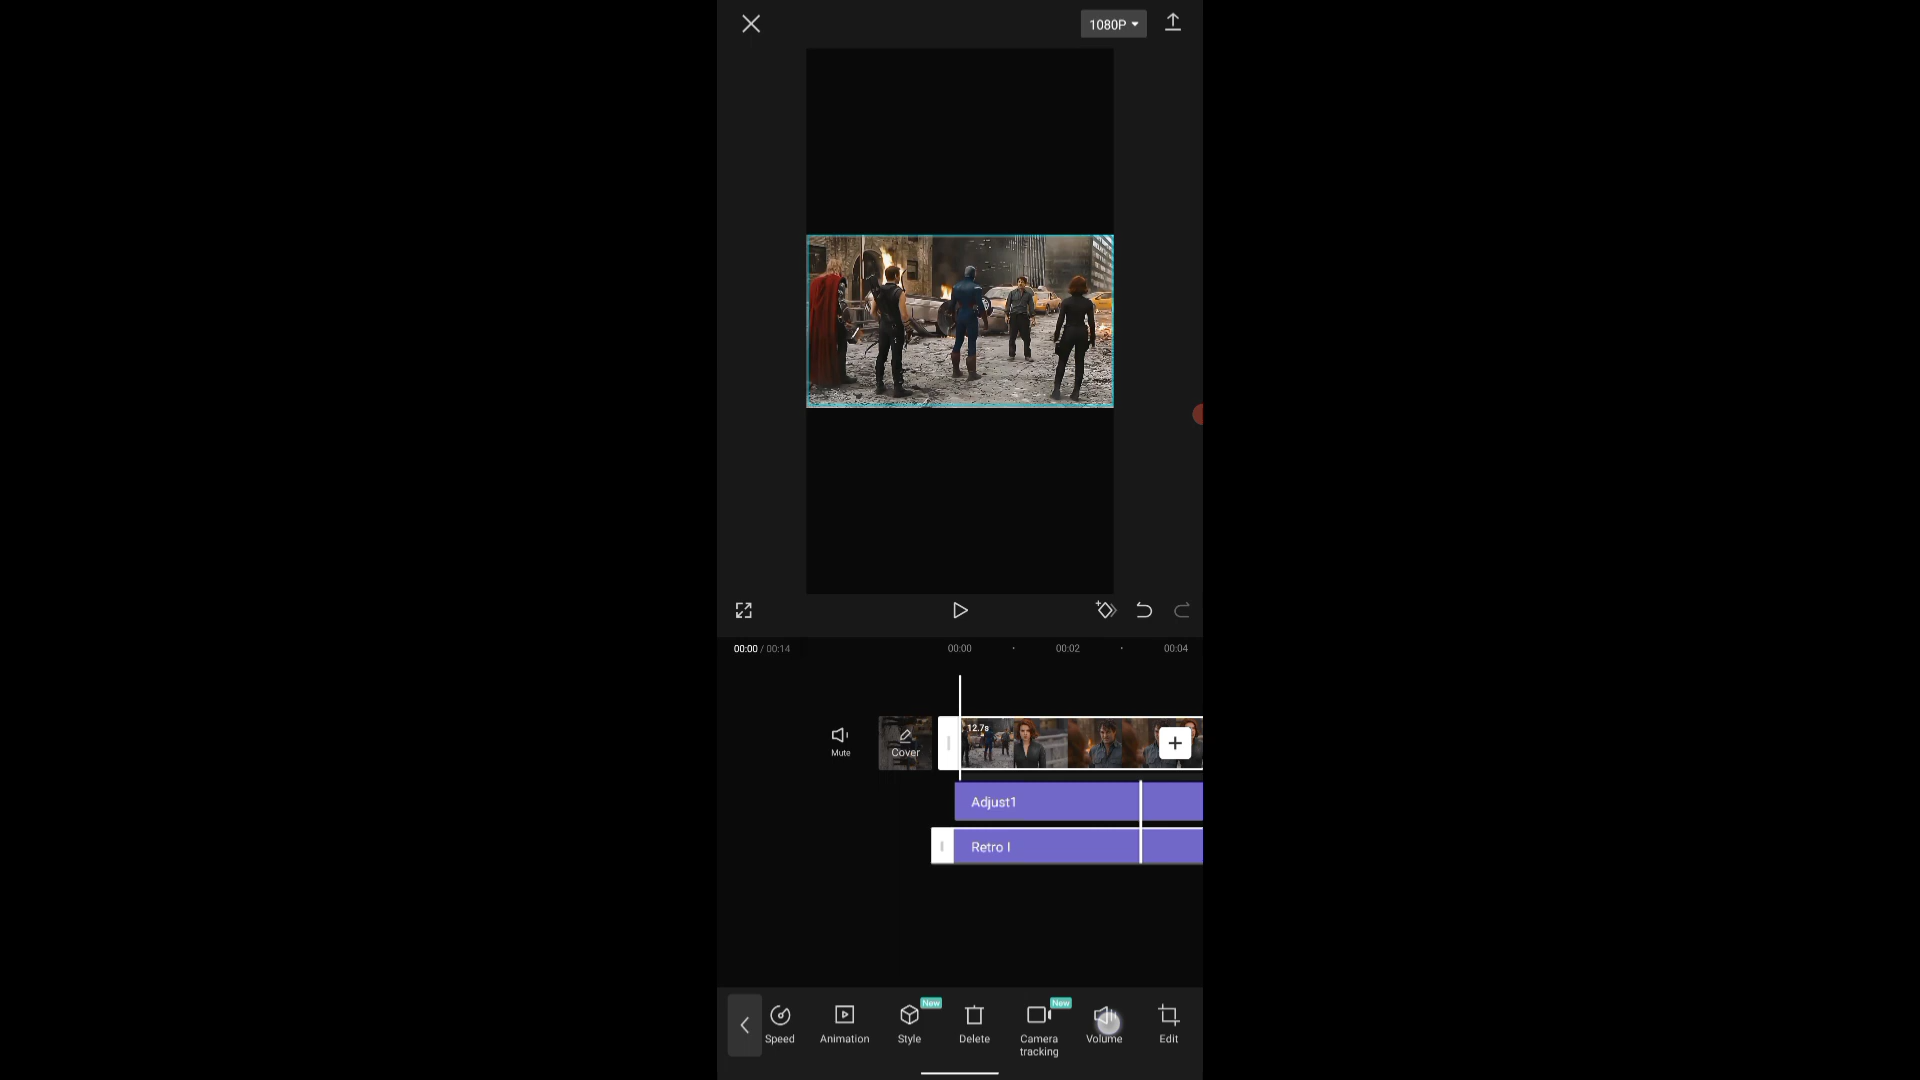 1080P
00:00 / 00:14
00:00
00:02
00:04
12.7s
Mute
Cover
Adjust1
Retro I
New
New
Speed
Animation
Style
Delete
Camera
tracking
Volume
Edit